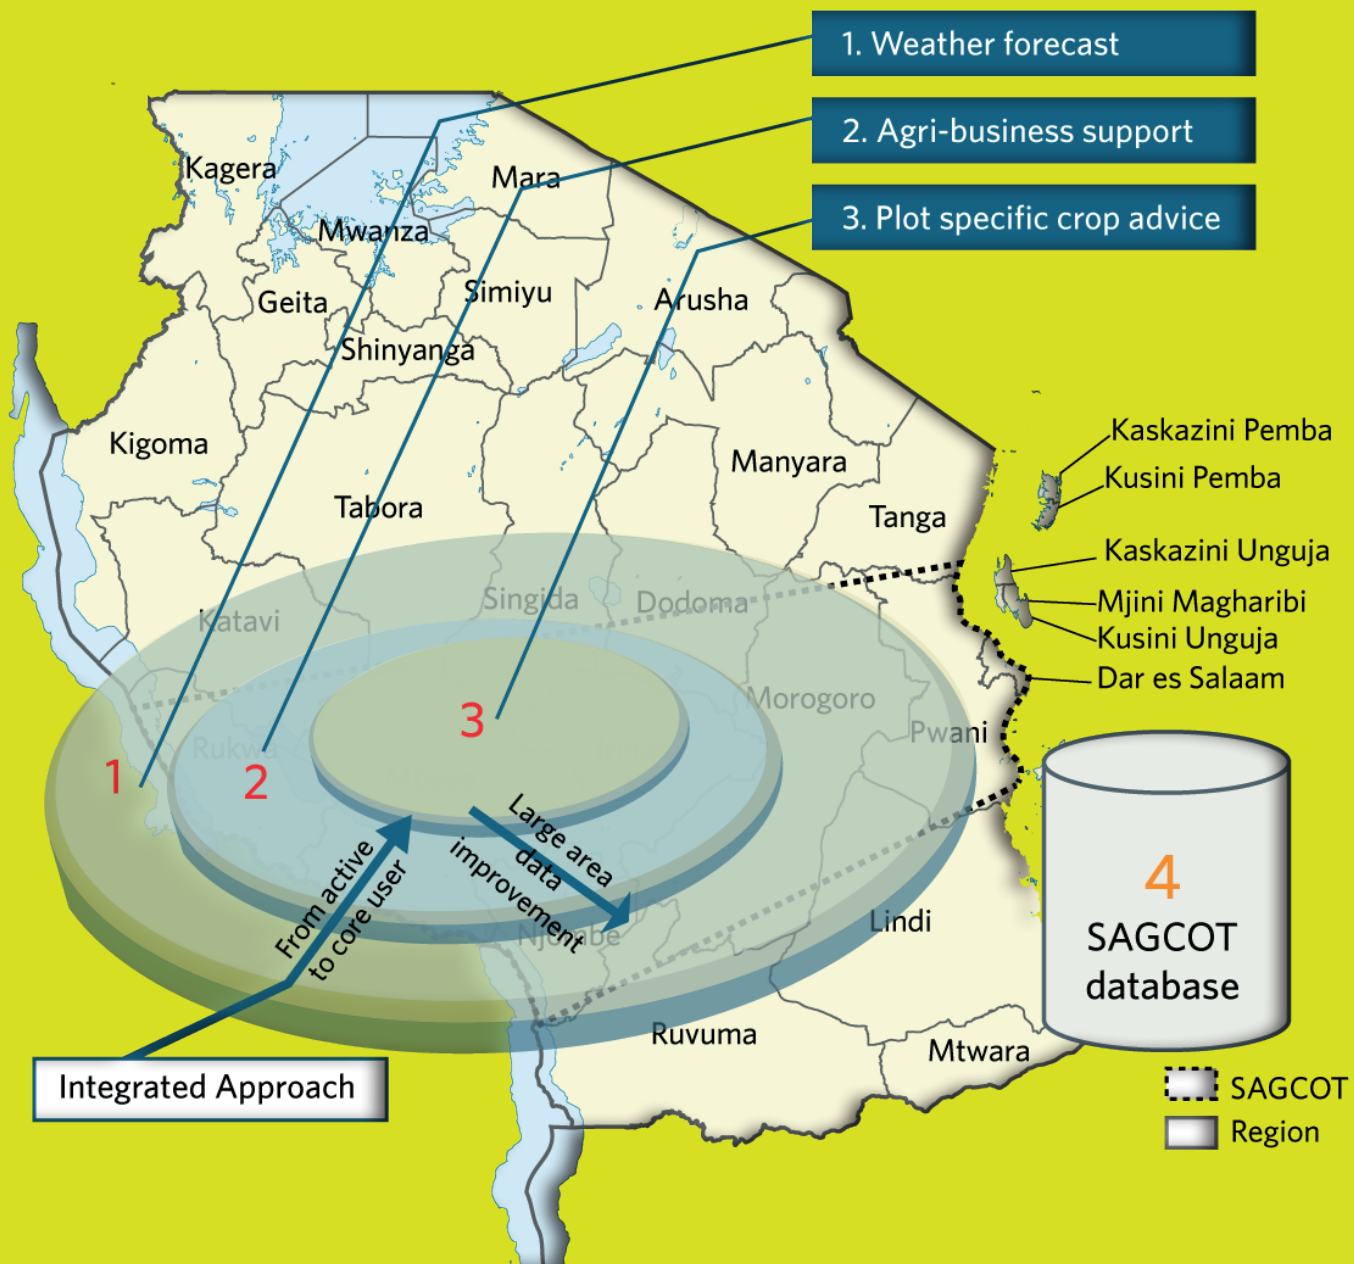 1. Weather forecast
2. Agri-business support
3. Plot specific crop advice
Kagera
Mara
Mwanza
Geita
Simiyu
Arusha
Shinyanga
Kigoma
Manyara
Tabora
Tanga
Kaskazini Pemba
Kusini Pemba
Kaskazini Unguja
Mjini Magharibi
Kusini Unguja
Dar es Salaam
Katavi
Singida
Dodoma
Morogoro
Pwani
Rukwa
1
2
3
Large area
data
improvement
From active
to core user
Njombe
Lindi
Ruvuma
Mtwara
4
SAGCOT
database
Integrated Approach
SAGCOT
Region